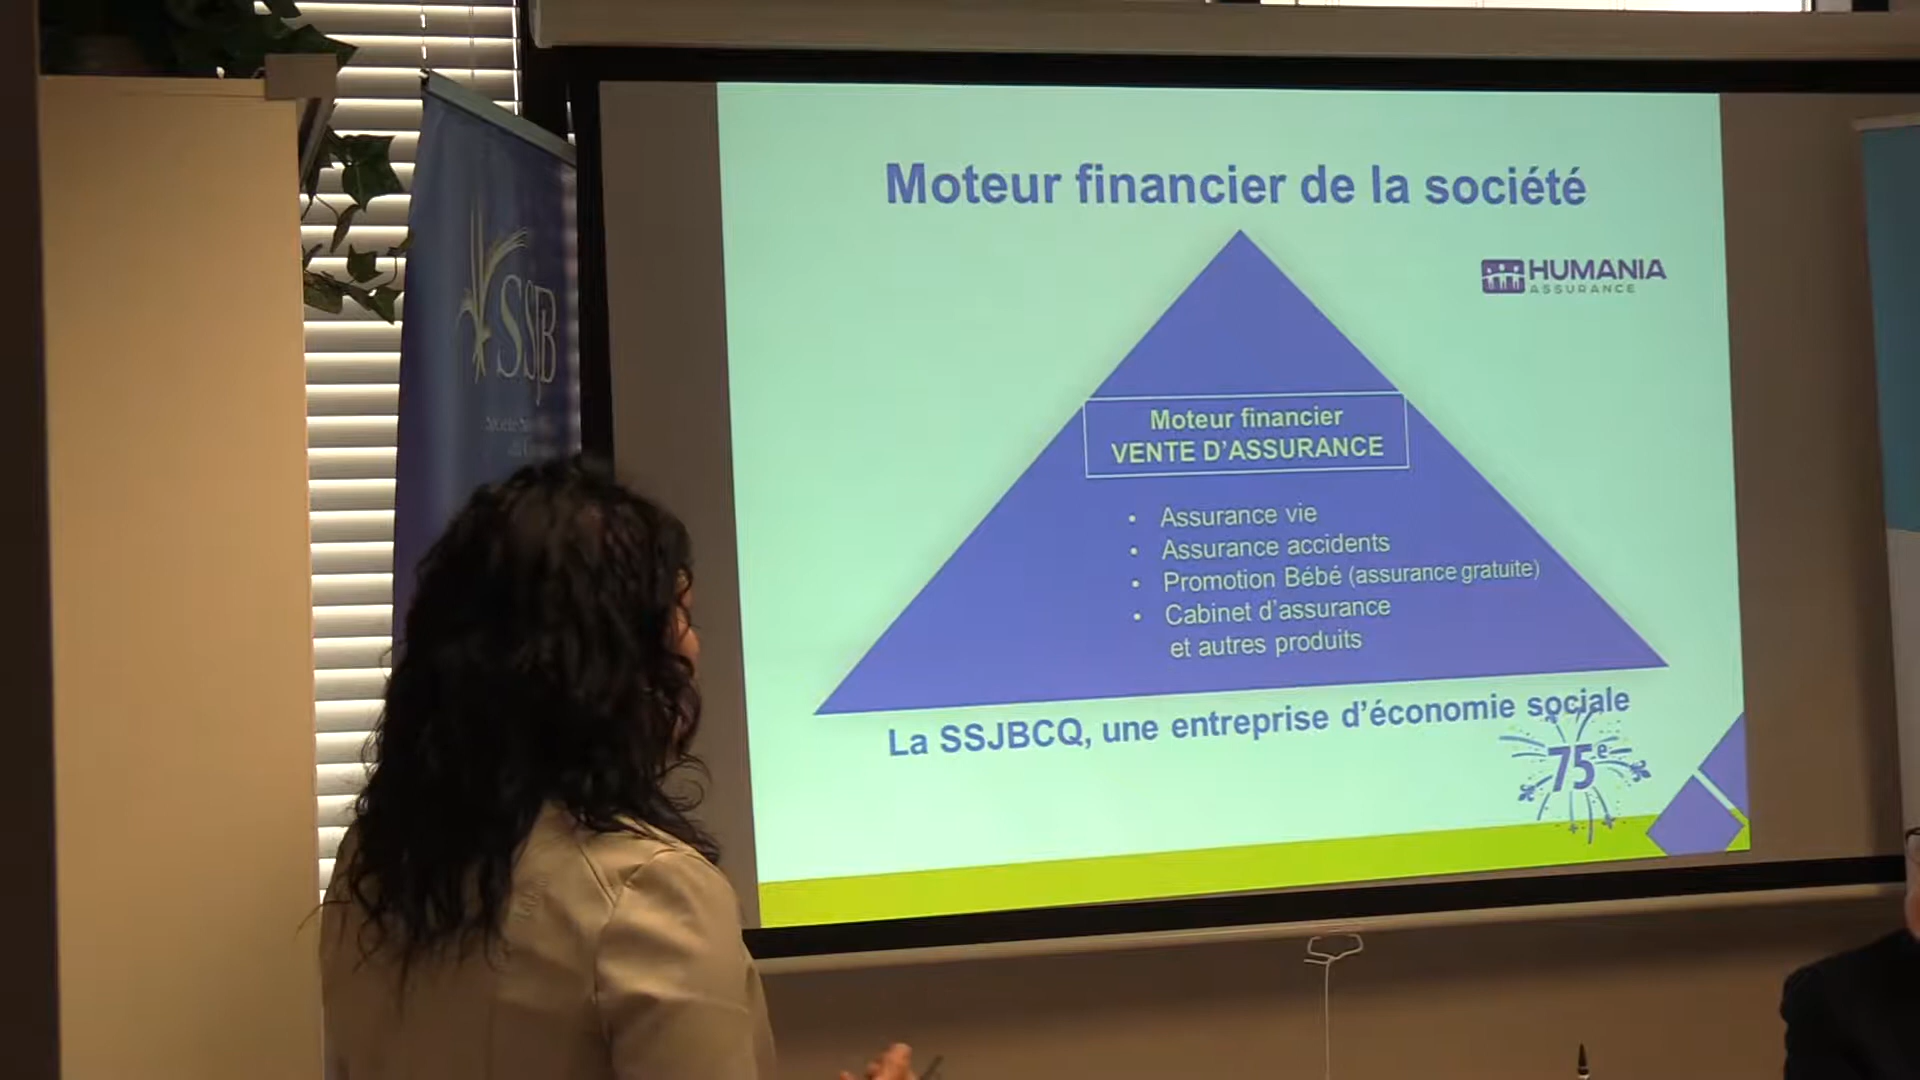 Moteur financier de la société
HUMANIA
ASSURANCE
Moteur financier
VENTE D'ASSURANCE
• Assurance vie
• Assurance accidents
• Promotion Bébé (assurance gratuite)
• Cabinet d'assurance
et autres produits
La SSJBCQ, une entreprise d'économie sociale
75e
SSJB